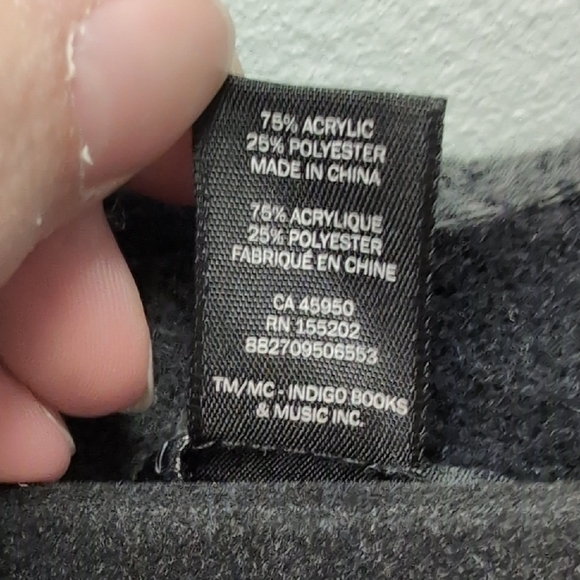 75% ACRYLIC
25% POLYESTER
MADE IN CHINA
75% ACRYLIQUE
25% POLYESTER
FABRIQUÉ EN CHINE
CA 46950
RN 155202
882709506553
TM/MC - INDIGO BOOKS
& MUSIC INC.